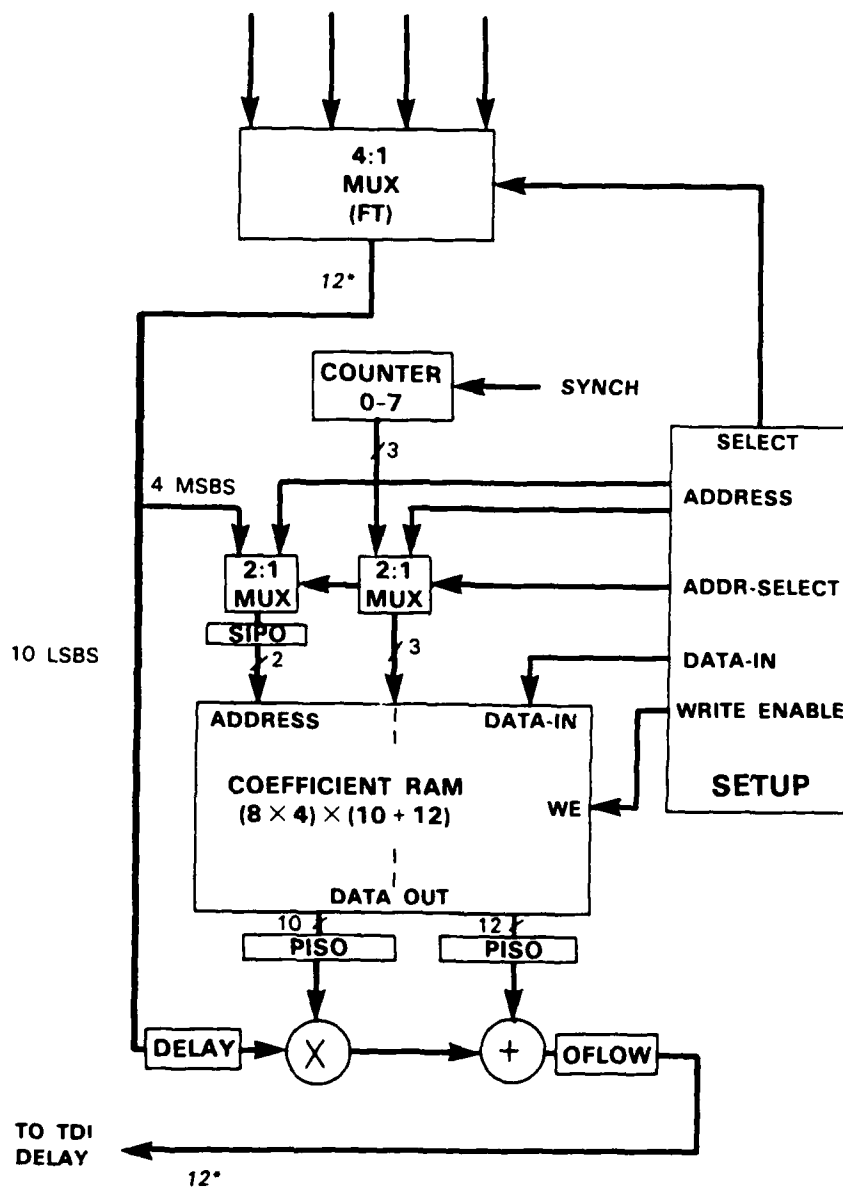 4:1
MUX
(FT)
12*
COUNTER
0-7
SYNCH
3
SELECT
4 MSBS
ADDRESS
2:1
MUX
2:1
MUX
ADDR-SELECT
SIPO
2
3
10 LSBS
DATA-IN
ADDRESS
DATA-IN
WRITE ENABLE
COEFFICIENT RAM
(8 × 4) × (10 + 12)
WE
SETUP
DATA OUT
10
12
PISO
PISO
DELAY
X
+
OFLOW
TO TDI
DELAY
12*